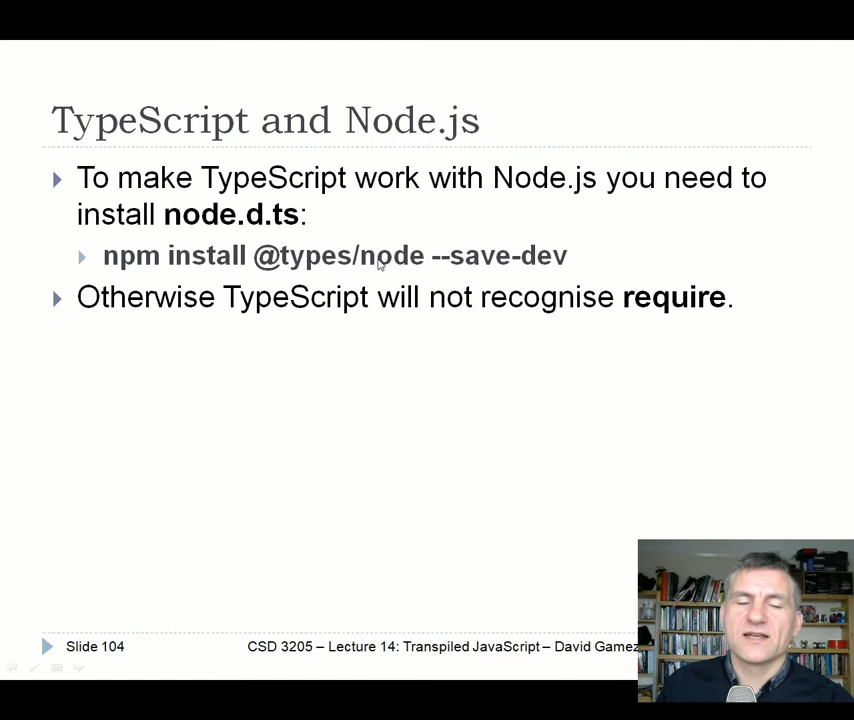 TypeScript and Node.js
To make TypeScript work with Node.js you need to
install node.d.ts:
npm install @types/node --save-dev
Otherwise TypeScript will not recognise require.
Slide 104
CSD 3205 – Lecture 14: Transpiled JavaScript – David Gamez